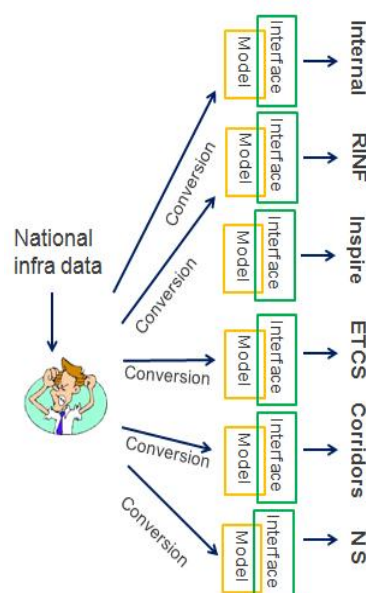 Model
Interface
Internal
Conversion
Model
Interface
RINF
Conversion
National
infra data
Model
Interface
Inspire
Conversion
Model
Interface
ETCS
Conversion
Model
Interface
Corridors
Conversion
Model
Interface
NS